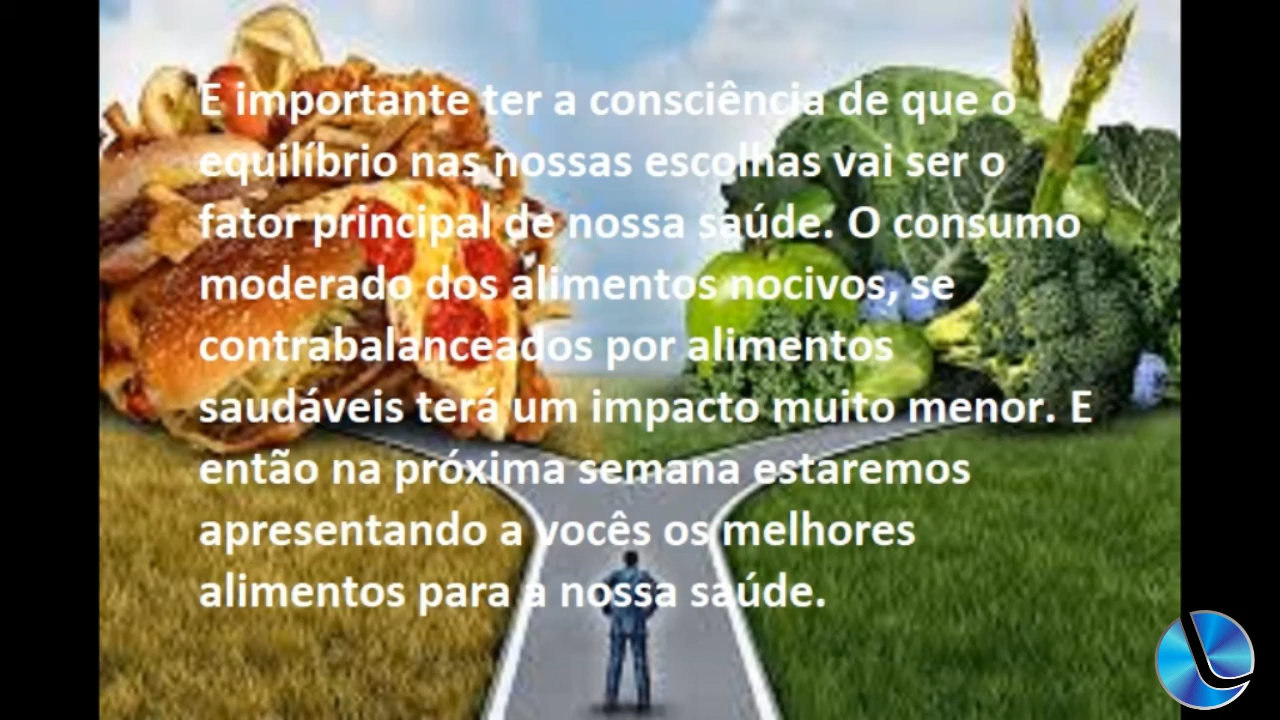 E importante ter a consciência de que o
equilíbrio nas nossas escolhas vai ser o
fator principal de nossa saúde. O consumo
moderado dos alimentos nocivos, se
contrabalanceados por alimentos
saudáveis terá um impacto muito menor. E
então na próxima semana estaremos
apresentando a vocês os melhores
alimentos para a nossa saúde.